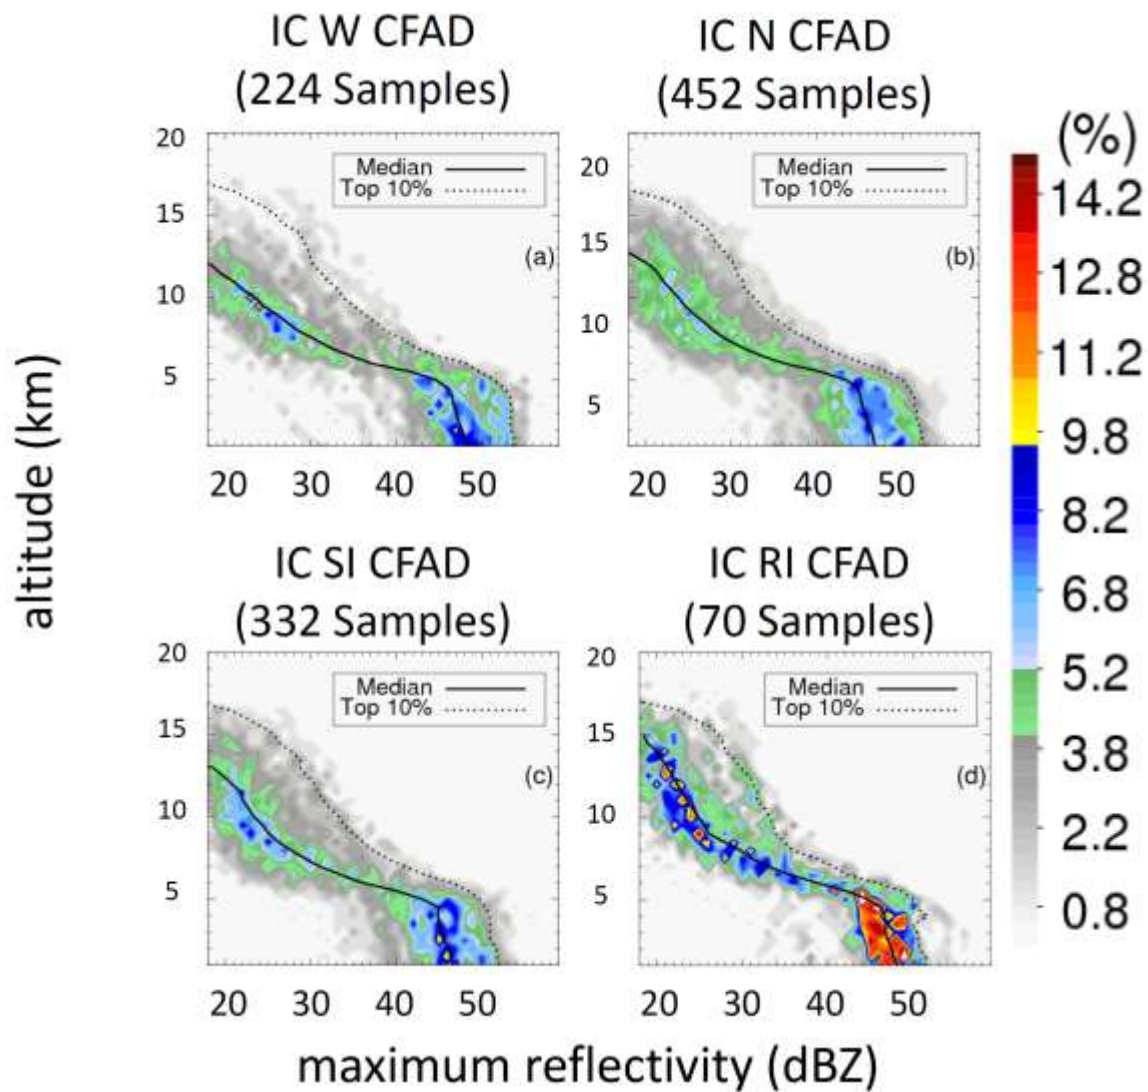 IC W CFAD
(224 Samples)
IC N CFAD
(452 Samples)
(%)
20
15
10
5
Median
Top 10%
(a)
20 30 40 50
20
15
10
5
Median
Top 10%
(b)
20 30 40 50
14.2
12.8
11.2
9.8
8.2
6.8
5.2
3.8
2.2
0.8
altitude (km)
IC SI CFAD
(332 Samples)
IC RI CFAD
(70 Samples)
20
15
10
5
Median
Top 10%
(c)
20 30 40 50
20
15
10
5
Median
Top 10%
(d)
20 30 40 50
maximum reflectivity (dBZ)